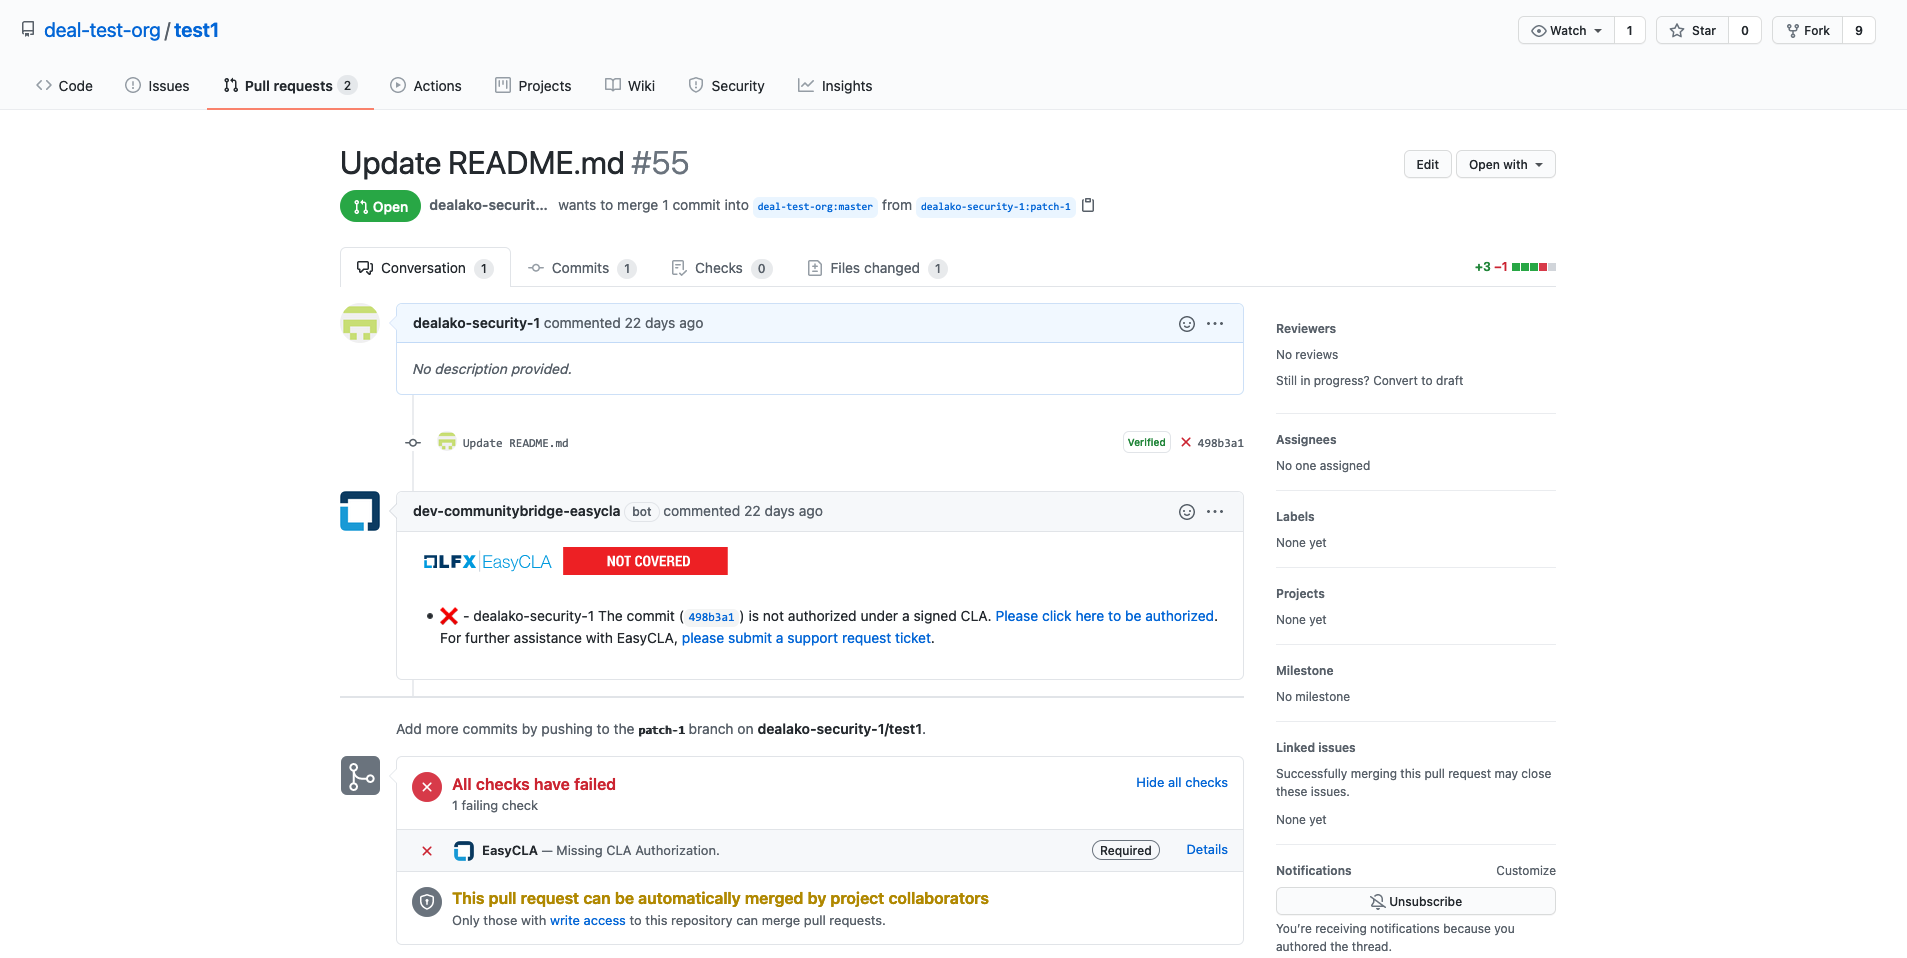 deal-test-org / test1
Watch 1 Star 0 Fork 9
Code Issues Pull requests 2 Actions Projects Wiki Security Insights
Update README.md #55
Edit Open with
Open dealako-securit... wants to merge 1 commit into deal-test-org:master from dealako-security-1:patch-1
Conversation 1 Commits 1 Checks 0 Files changed 1
+3 −1
dealako-security-1 commented 22 days ago
No description provided.
Update README.md Verified 498b3a1
dev-communitybridge-easycla bot commented 22 days ago
LFX EasyCLA NOT COVERED
- dealako-security-1 The commit (498b3a1) is not authorized under a signed CLA. Please click here to be authorized.
For further assistance with EasyCLA, please submit a support request ticket.
Add more commits by pushing to the patch-1 branch on dealako-security-1/test1.
All checks have failed
Hide all checks
1 failing check
EasyCLA — Missing CLA Authorization. Required Details
This pull request can be automatically merged by project collaborators
Only those with write access to this repository can merge pull requests.
Reviewers
No reviews
Still in progress? Convert to draft
Assignees
No one assigned
Labels
None yet
Projects
None yet
Milestone
No milestone
Linked issues
Successfully merging this pull request may close
these issues.
None yet
Notifications Customize
Unsubscribe
You're receiving notifications because you
authored the thread.